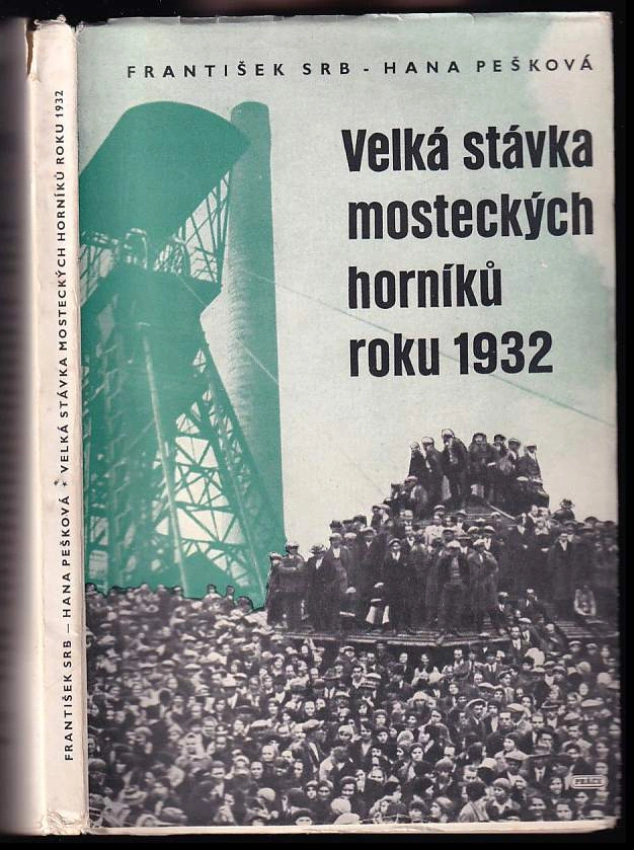 FRANTIŠEK SRB - HANA PEŠKOVÁ
Velká stávka
mosteckých
horníků
roku 1932
FRANTIŠEK SRB — HANA PEŠKOVÁ * VELKÁ STÁVKA MOSTECKÝCH HORNÍKŮ ROKU 1932